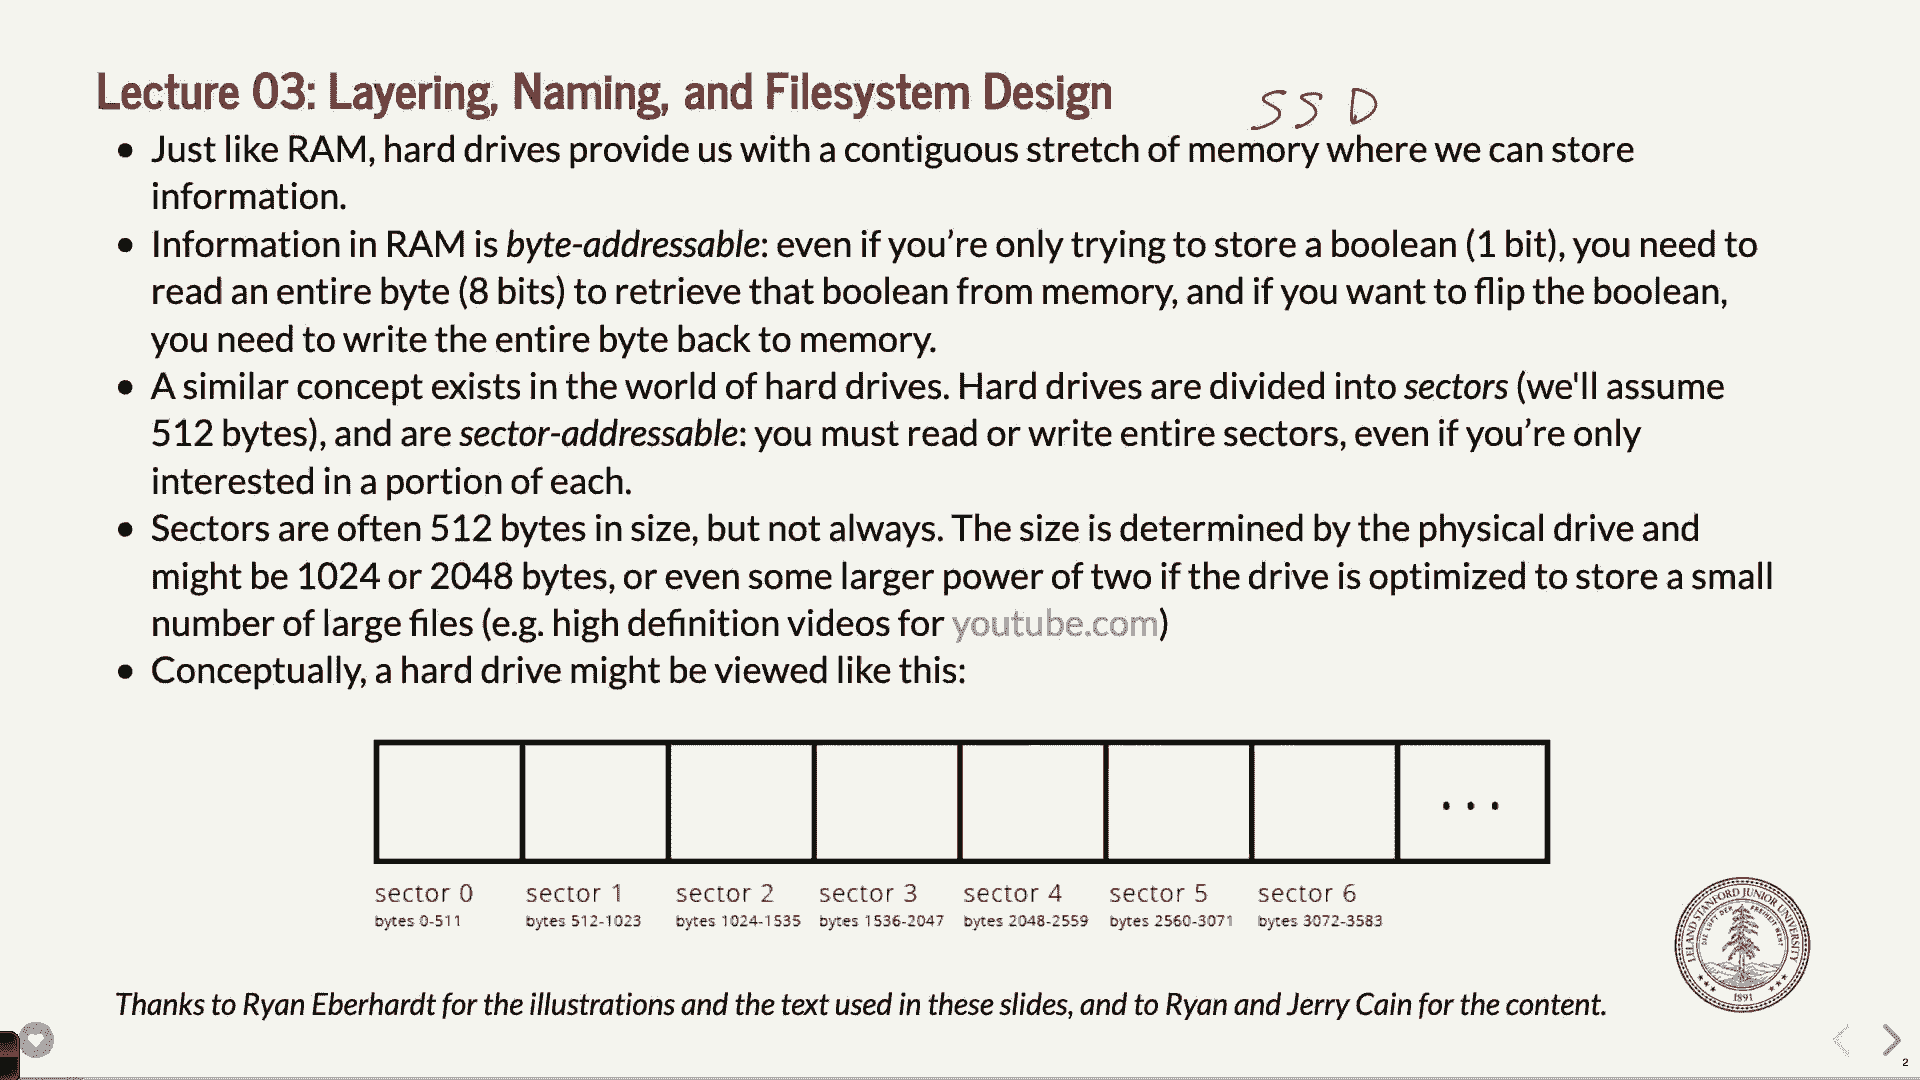 Lecture 03: Layering, Naming, and Filesystem Design
SSD
• Just like RAM, hard drives provide us with a contiguous stretch of memory where we can store
information.
• Information in RAM is byte-addressable: even if you’re only trying to store a boolean (1 bit), you need to
read an entire byte (8 bits) to retrieve that boolean from memory, and if you want to flip the boolean,
you need to write the entire byte back to memory.
• A similar concept exists in the world of hard drives. Hard drives are divided into sectors (we'll assume
512 bytes), and are sector-addressable: you must read or write entire sectors, even if you’re only
interested in a portion of each.
• Sectors are often 512 bytes in size, but not always. The size is determined by the physical drive and
might be 1024 or 2048 bytes, or even some larger power of two if the drive is optimized to store a small
number of large files (e.g. high definition videos for youtube.com)
• Conceptually, a hard drive might be viewed like this:
...
sector 0 sector 1 sector 2 sector 3 sector 4 sector 5 sector 6
bytes 0-511 bytes 512-1023 bytes 1024-1535 bytes 1536-2047 bytes 2048-2559 bytes 2560-3071 bytes 3072-3583
LELAND STANFORD JUNIOR UNIVERSITY
DIE LUFT DER FREIHEIT WEHT
1891
Thanks to Ryan Eberhardt for the illustrations and the text used in these slides, and to Ryan and Jerry Cain for the content.
2